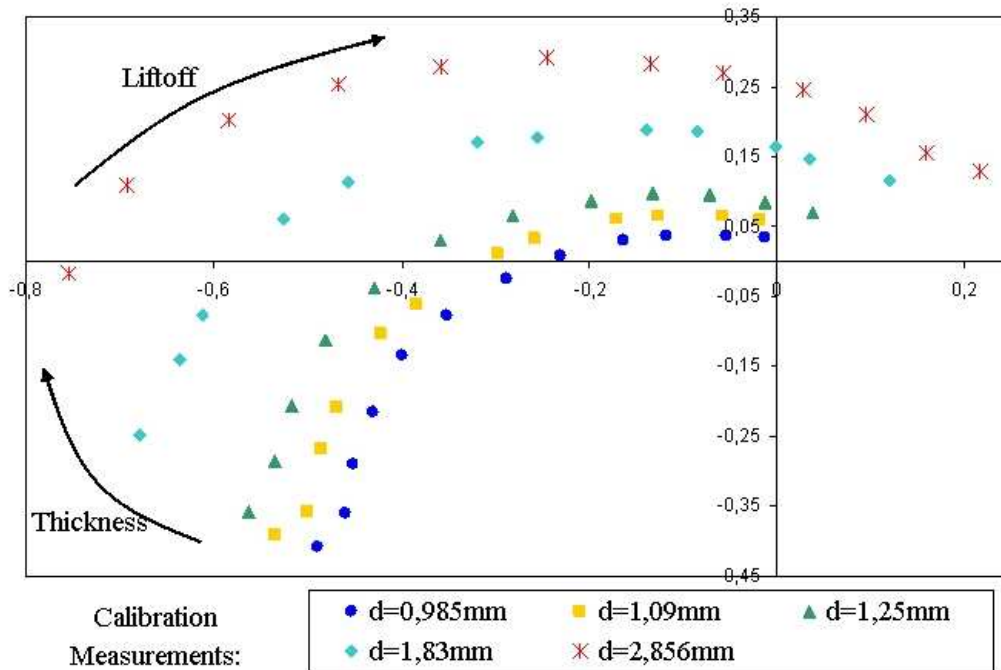 0,35
Liftoff
0,25
0,15
0,05
-0,8
-0,6
-0,4
-0,2
0
0,2
-0,05
-0,15
-0,25
-0,35
Thickness
0,45
Calibration
Measurements:
d=0,985mm
d=1,09mm
d=1,25mm
d=1,83mm
d=2,856mm